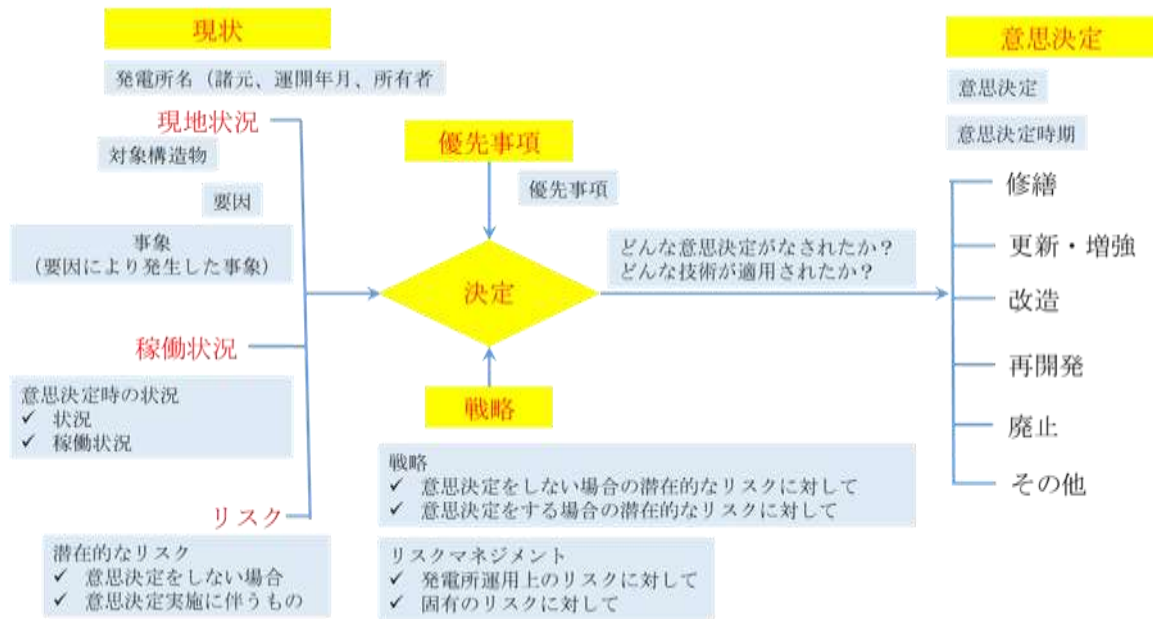 現状
発電所名（諸元、運開年月、所有者
現地状況
対象構造物
要因
事象
（要因により発生した事象）
稼働状況
意思決定時の状況
✓ 状況
✓ 稼働状況
リスク
潜在的なリスク
✓ 意思決定をしない場合
✓ 意思決定実施に伴うもの
優先事項
優先事項
決定
戦略
戦略
✓ 意思決定をしない場合の潜在的なリスクに対して
✓ 意思決定をする場合の潜在的なリスクに対して
リスクマネジメント
✓ 発電所運用上のリスクに対して
✓ 固有のリスクに対して
どんな意思決定がなされたか？
どんな技術が適用されたか？
意思決定
意思決定
意思決定時期
修繕
更新・増強
改造
再開発
廃止
その他